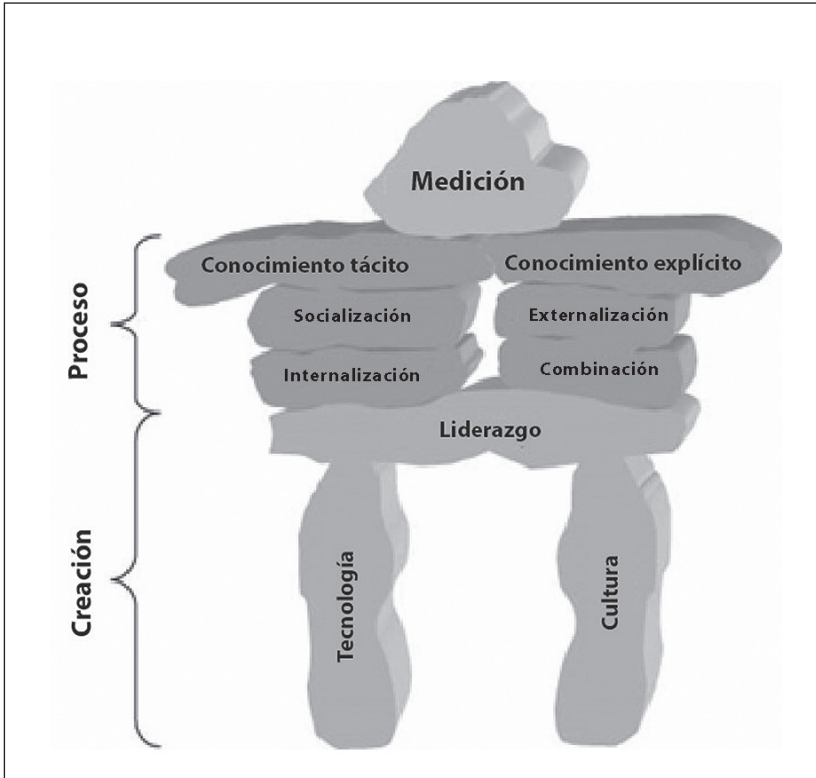 Medición
Conocimiento tácito
Conocimiento explícito
Socialización
Externalización
Internalización
Combinación
Liderazgo
Tecnología
Cultura
Proceso
Creación